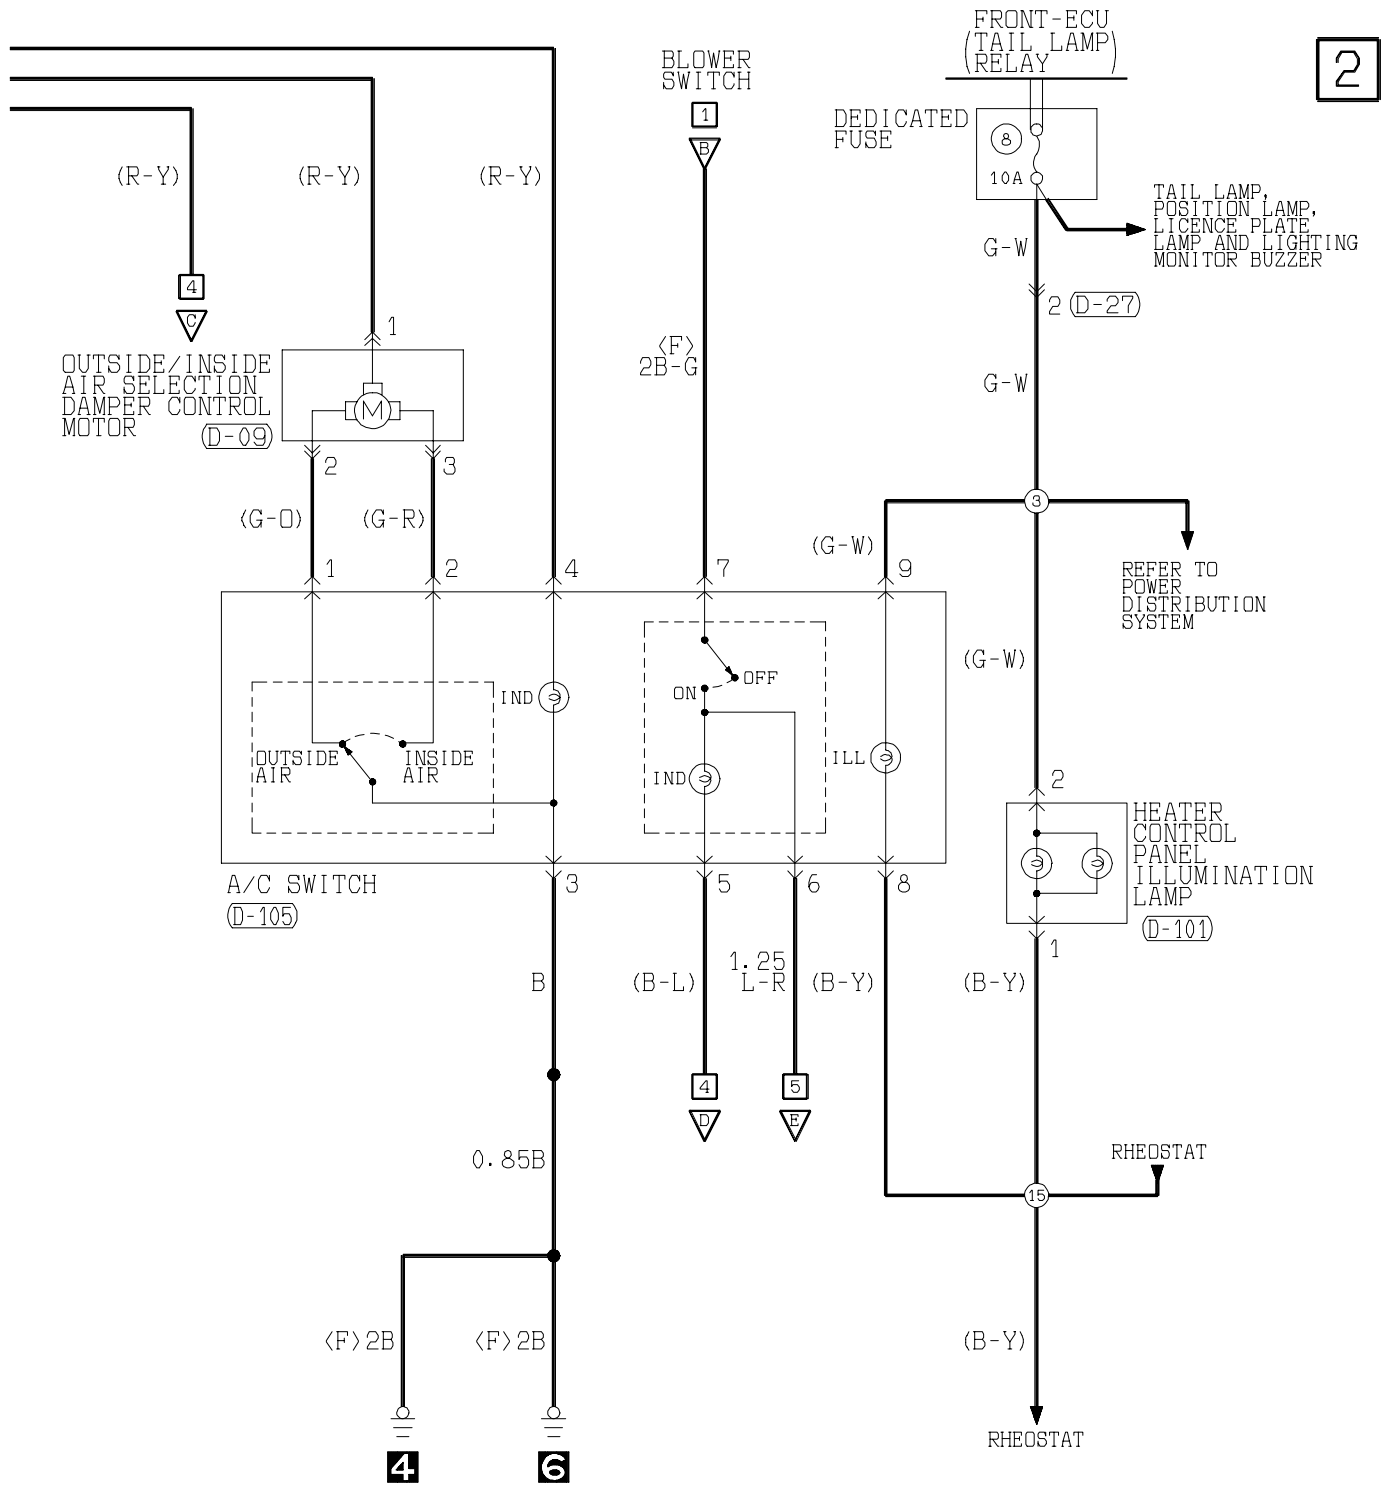 FRONT-ECU
(TAIL LAMP)
RELAY
2
BLOWER
SWITCH
1
B
DEDICATED
FUSE
8
10A
TAIL LAMP,
POSITION LAMP,
LICENCE PLATE
LAMP AND LIGHTING
MONITOR BUZZER
(R-Y)
(R-Y)
(R-Y)
G-W
4
C
2 (D-27)
1
OUTSIDE/INSIDE
AIR SELECTION
DAMPER CONTROL
MOTOR
(D-09)
M
<F>
2B-G
G-W
2
3
(G-O)
(G-R)
3
(G-W)
1
2
4
7
9
REFER TO
POWER
DISTRIBUTION
SYSTEM
(G-W)
IND
OFF
ON
OUTSIDE
AIR
INSIDE
AIR
IND
ILL
2
HEATER
CONTROL
PANEL
ILLUMINATION
LAMP
(D-101)
A/C SWITCH
(D-105)
3
5
6
8
1
B
(B-L)
1.25
L-R
(B-Y)
(B-Y)
4
D
5
E
0.85B
RHEOSTAT
15
<F>2B
<F>2B
(B-Y)
RHEOSTAT
4
6